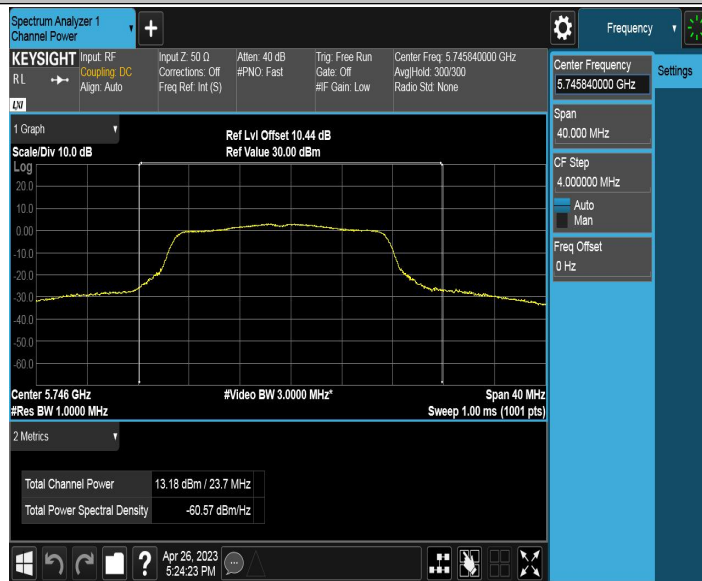 Spectrum Analyzer 1
Channel Power
Frequency
KEYSIGHT
RL
LXI
Input: RF
Coupling: DC
Align: Auto
Input Z: 50 Ω
Corrections: Off
Freq Ref: Int (S)
Atten: 40 dB
#PNO: Fast
Trig: Free Run
Gate: Off
#IF Gain: Low
Center Freq: 5.745840000 GHz
Avg|Hold: 300/300
Radio Std: None
Center Frequency
5.745840000 GHz
Settings
Span
40.000 MHz
CF Step
4.000000 MHz
Auto
Man
Freq Offset
0 Hz
1 Graph
Scale/Div 10.0 dB
Ref Lvl Offset 10.44 dB
Ref Value 30.00 dBm
Log
20.0
10.0
0.00
-10.0
-20.0
-30.0
-40.0
-50.0
-60.0
Center 5.746 GHz
#Video BW 3.0000 MHz*
Span 40 MHz
#Res BW 1.0000 MHz
Sweep 1.00 ms (1001 pts)
2 Metrics
Total Channel Power 13.18 dBm / 23.7 MHz
Total Power Spectral Density -60.57 dBm/Hz
?
Apr 26, 2023
5:24:23 PM